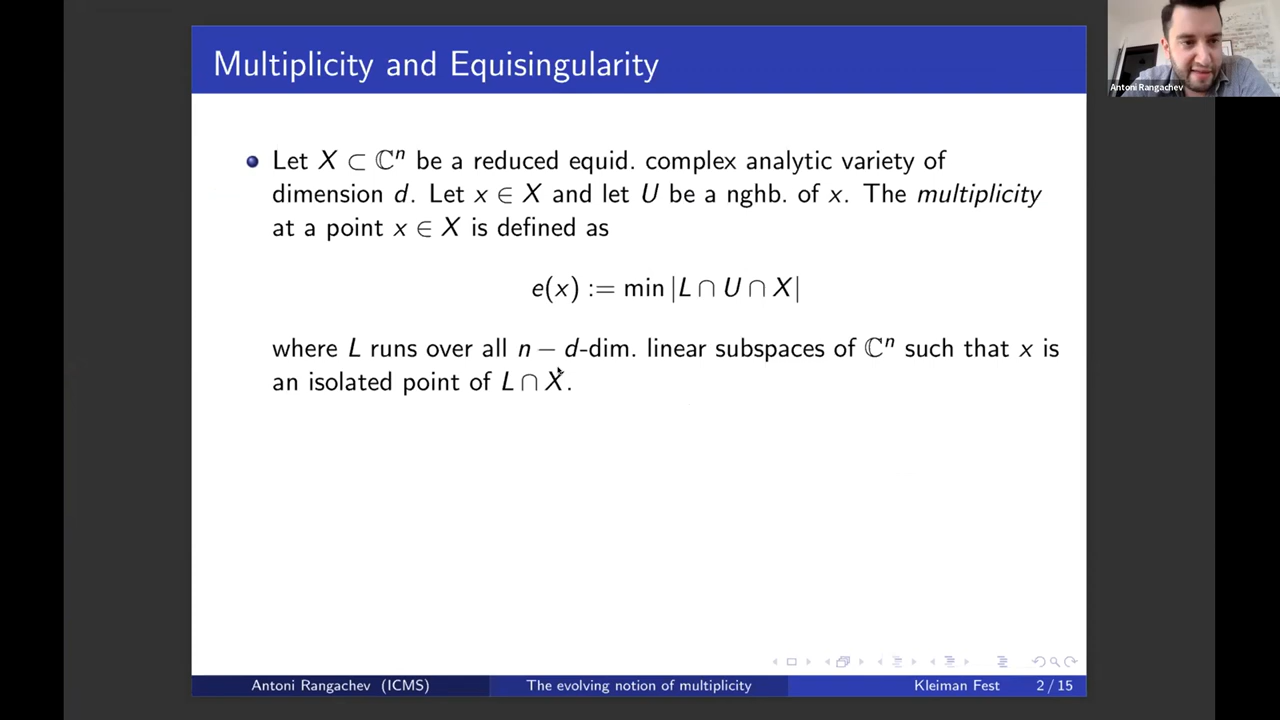 Multiplicity and Equisingularity
Antoni Rangachev
Let X ⊂ ℂⁿ be a reduced equid. complex analytic variety of
dimension d. Let x ∈ X and let U be a nghb. of x. The multiplicity
at a point x ∈ X is defined as
e(x) := min |L ∩ U ∩ X|
where L runs over all n − d-dim. linear subspaces of ℂⁿ such that x is
an isolated point of L ∩ X.
Antoni Rangachev (ICMS) The evolving notion of multiplicity Kleiman Fest 2 / 15